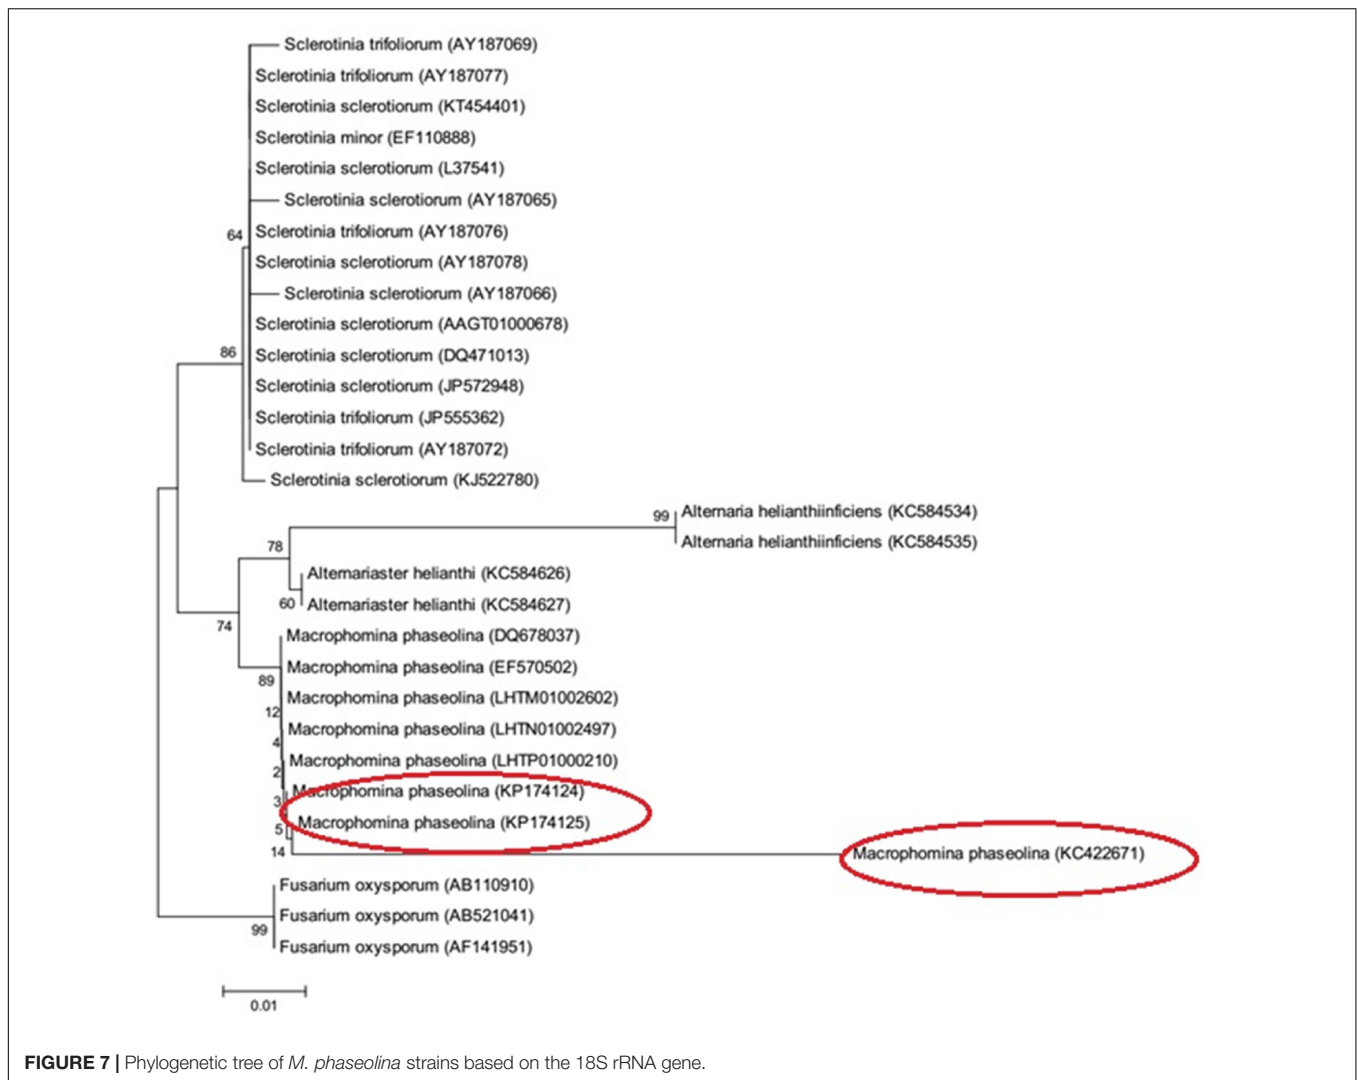 Sclerotinia trifoliorum (AY187069)
Sclerotinia trifoliorum (AY187077)
Sclerotinia sclerotiorum (KT454401)
Sclerotinia minor (EF110888)
Sclerotinia sclerotiorum (L37541)
Sclerotinia sclerotiorum (AY187065)
64
Sclerotinia trifoliorum (AY187076)
Sclerotinia sclerotiorum (AY187078)
Sclerotinia sclerotiorum (AY187066)
Sclerotinia sclerotiorum (AAGT01000678)
86
Sclerotinia sclerotiorum (DQ471013)
Sclerotinia sclerotiorum (JP572948)
Sclerotinia trifoliorum (JP555362)
Sclerotinia trifoliorum (AY187072)
Sclerotinia sclerotiorum (KJ522780)
99
Alternaria helianthiinficiens (KC584534)
Alternaria helianthiinficiens (KC584535)
78
Alternariaster helianthi (KC584626)
60
Alternariaster helianthi (KC584627)
74
Macrophomina phaseolina (DQ678037)
Macrophomina phaseolina (EF570502)
89
Macrophomina phaseolina (LHTM01002602)
12
Macrophomina phaseolina (LHTN01002497)
4
Macrophomina phaseolina (LHTP01000210)
2
Macrophomina phaseolina (KP174124)
3
Macrophomina phaseolina (KP174125)
5
14
Macrophomina phaseolina (KC422671)
Fusarium oxysporum (AB110910)
Fusarium oxysporum (AB521041)
99
Fusarium oxysporum (AF141951)
0.01
FIGURE 7 | Phylogenetic tree of M. phaseolina strains based on the 18S rRNA gene.